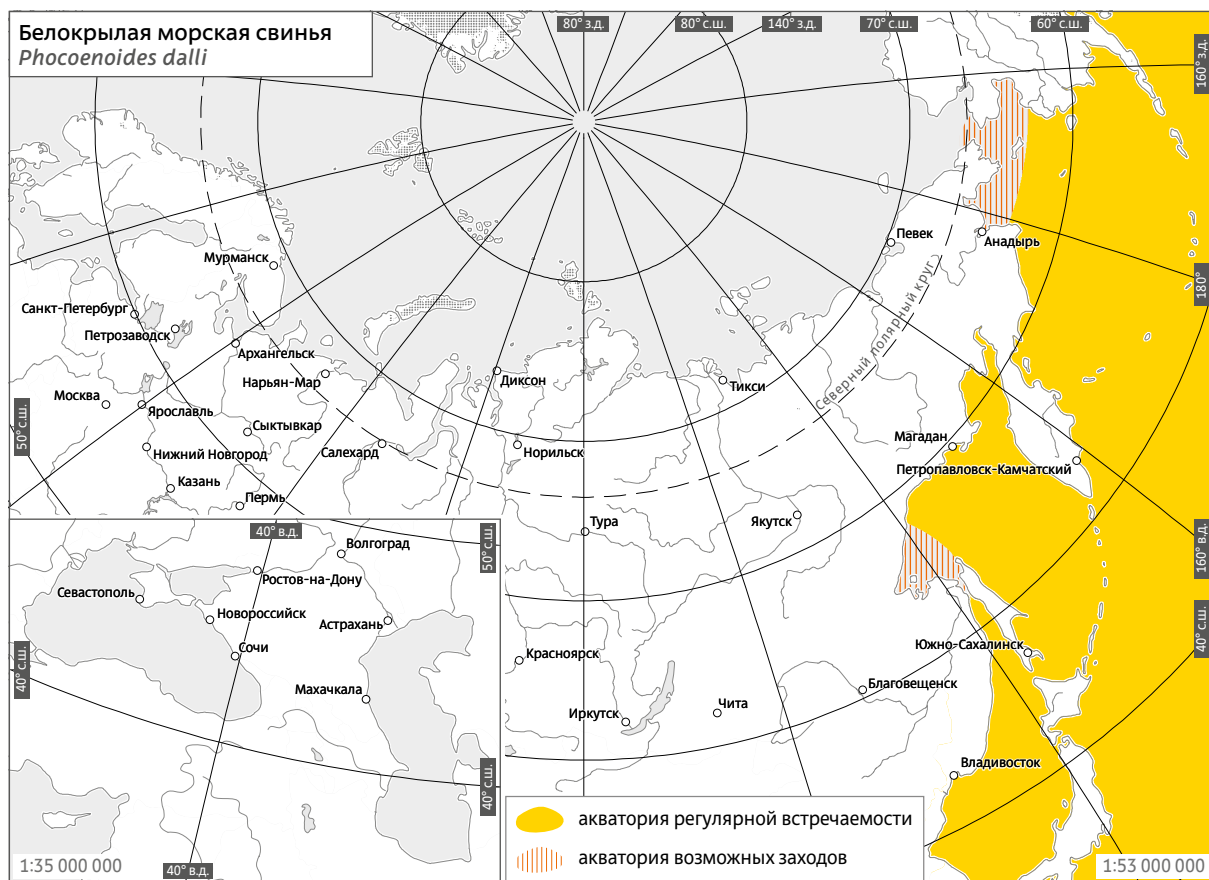 Белокрылая морская свинья
Phocoenoides dalli
80° з.д.
80° с.ш.
140° з.д.
70° с.ш.
60° с.ш.
160° з.д.
Певек
Анадырь
Мурманск
180°
Северный полярный круг
Санкт-Петербург
Петрозаводск
Архангельск
Нарьян-Мар
Диксон
Тикси
Москва
Ярославль
50° с.ш.
Сыктывкар
Нижний Новгород
Салехард
Норильск
Магадан
Петропавловск-Камчатский
Казань
Пермь
Тура
Якутск
40° в.д.
50° с.ш.
Волгоград
160° в.д.
Ростов-на-Дону
Севастополь
Новороссийск
Астрахань
40° с.ш.
Сочи
40° с.ш.
Красноярск
Южно-Сахалинск
Махачкала
Благовещенск
Иркутск
Чита
Владивосток
40° с.ш.
акватория регулярной встречаемости
акватория возможных заходов
1:35 000 000
40° в.д.
1:53 000 000